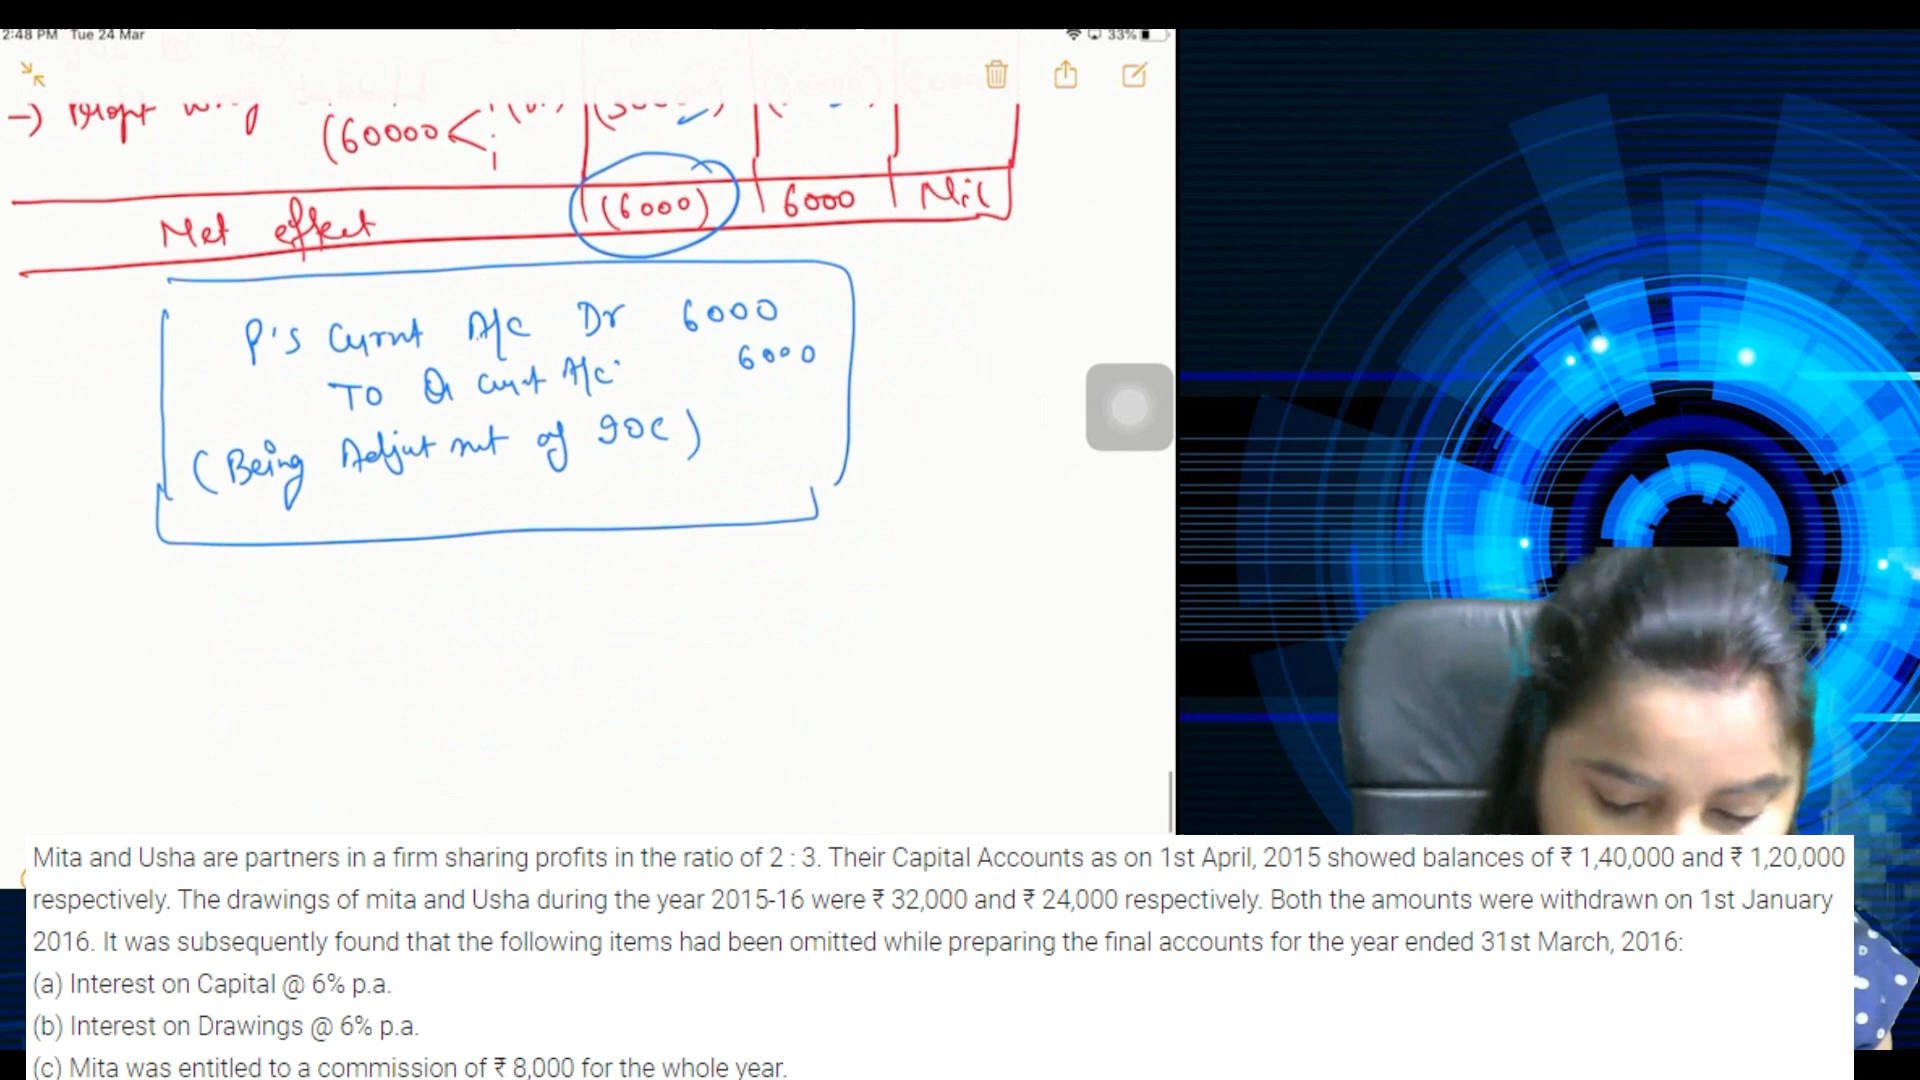 2:48 PM Tue 24 Mar
33%
(60000
Net effect (6000) 6000 Nil
P's Currnt A/c Dr 6000
To Q curnt A/c 6000
(Being Adjutmnt of IOC)
Mita and Usha are partners in a firm sharing profits in the ratio of 2 : 3. Their Capital Accounts as on 1st April, 2015 showed balances of ₹ 1,40,000 and ₹ 1,20,000
respectively. The drawings of mita and Usha during the year 2015-16 were ₹ 32,000 and ₹ 24,000 respectively. Both the amounts were withdrawn on 1st January
2016. It was subsequently found that the following items had been omitted while preparing the final accounts for the year ended 31st March, 2016:
(a) Interest on Capital @ 6% p.a.
(b) Interest on Drawings @ 6% p.a.
(c) Mita was entitled to a commission of ₹ 8,000 for the whole year.